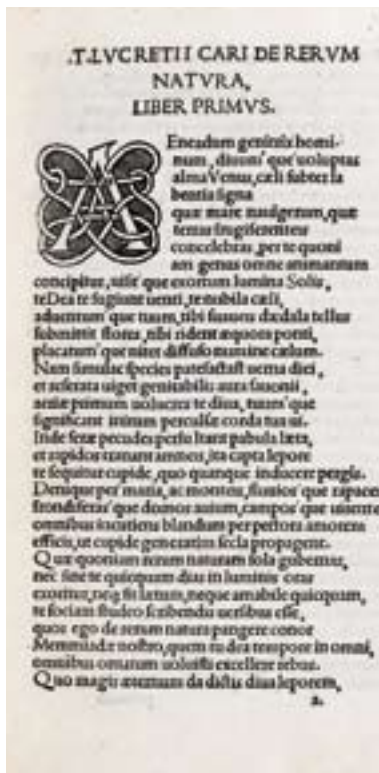 .T.LVCRETII CARI DE RERVM
NATVRA,
LIBER PRIMVS.
AEneadum genitrix homi-
num, diuum' que uoluptas
alma Venus, cæli subter la
bentia signa
quæ mare nauigerum, quæ
terras frugiferenteis
concelebras, per te quoni
am genus omne animantum
concipitur, uisit' que exortum lumina Solis,
te Dea te fugiunt uenti, te nubila cæli,
aduentum' que tuum, tibi suaueis dædala tellus
submittit flores, tibi rident æquora ponti,
placatum' que nitet diffuso numine cælum.
Nam simulac species patefactast uerna diei,
et reserata uiget genitabilis aura fauoni,
aeriæ primum uolucres te diua, tuum' que
significant initum perculsæ corda tua ui.
Inde feræ pecudes persultant pabula læta,
et rapidos tranant amneis, ita capta lepore
te sequitur cupide, quo quanque inducere pergis.
Denique per maria, ac monteis, fluuios' que rapaceis
frondiferas' que domos auium, campos' que uirenteis
omnibus incutiens blandum per pectora amorem
efficis, ut cupide generatim secla propagent.
Quæ quoniam rerum naturam sola gubernas,
nec sine te quicquam dias in luminis oras
exoritur, neq; fit lætum, neque amabile quicquam,
te sociam studeo scribendis uersibus esse,
quos ego de rerum natura pangere conor
Memmiadæ nostro, quem tu dea tempore in omni,
omnibus ornatum uoluisti excellere rebus.
Quo magis æternum da dictis diua leporem,